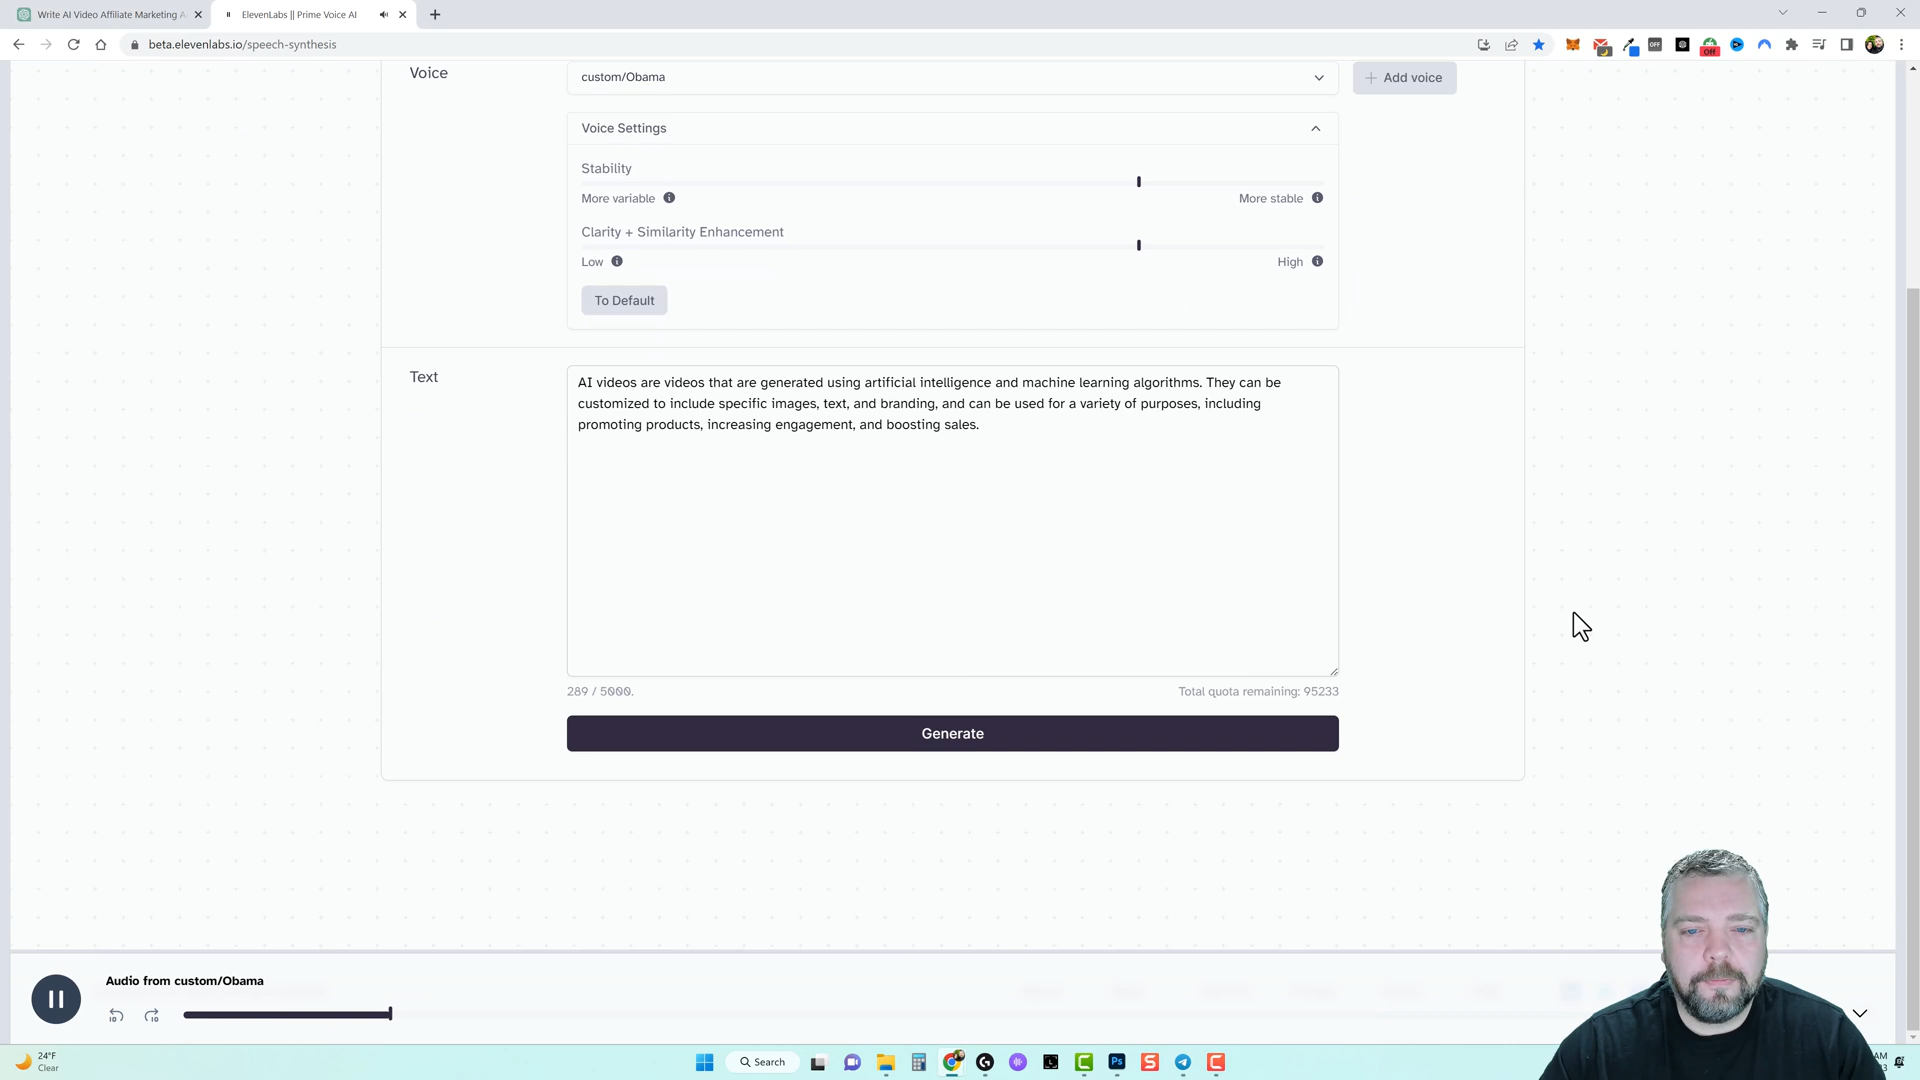 Write AI Video Affiliate Marketing A
ElevenLabs || Prime Voice AI
beta.elevenlabs.io/speech-synthesis
Voice
custom/Obama
Add voice
Voice Settings
Stability
More variable
More stable
Clarity + Similarity Enhancement
Low
High
To Default
Text
AI videos are videos that are generated using artificial intelligence and machine learning algorithms. They can be
customized to include specific images, text, and branding, and can be used for a variety of purposes, including
promoting products, increasing engagement, and boosting sales.
289 / 5000.
Total quota remaining: 95233
Generate
Audio from custom/Obama
10
10
24°F
Clear
Search
AM